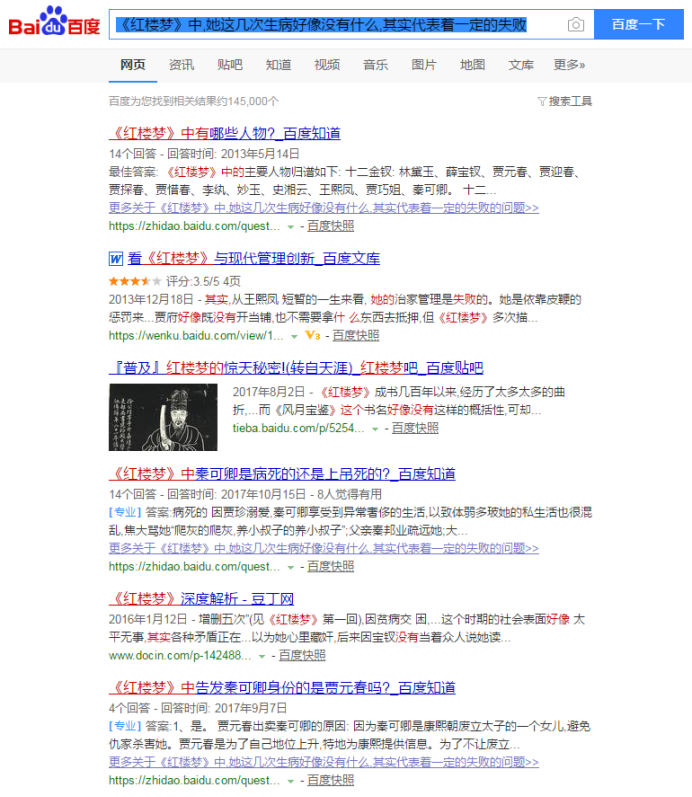 Bai du 百度
《红楼梦》中,她这几次生病好像没有什么,其实代表着一定的失败
百度一下
网页 资讯 贴吧 知道 视频 音乐 图片 地图 文库 更多»
百度为您找到相关结果约145,000个 搜索工具
《红楼梦》中有哪些人物?_百度知道
14个回答 - 回答时间: 2013年5月14日
最佳答案: 《红楼梦》中的主要人物归谱如下: 十二金钗: 林黛玉、薛宝钗、贾元春、贾迎春、
贾探春、贾惜春、李纨、妙玉、史湘云、王熙凤、贾巧姐、秦可卿。 十二...
更多关于《红楼梦》中,她这几次生病好像没有什么,其实代表着一定的失败的问题>>
https://zhidao.baidu.com/quest... - 百度快照
W 看《红楼梦》与现代管理创新_百度文库
评分:3.5/5 4页
2013年12月18日 - 其实,从王熙凤 短暂的一生来看, 她的治家管理是失败的。她是依靠皮鞭的
惩罚来...贾府好像既没有开当铺,也不需要拿什 么东西去抵押,但《红楼梦》多次描...
https://wenku.baidu.com/view/1... V3 - 百度快照
『普及』红楼梦的惊天秘密!(转自天涯)_红楼梦吧_百度贴吧
2017年8月2日 - 《红楼梦》成书几百年以来,经历了太多太多的曲
折,...而《风月宝鉴》这个书名好像没有这样的概括性,可却...
tieba.baidu.com/p/5254... - 百度快照
《红楼梦》中秦可卿是病死的还是上吊死的?_百度知道
14个回答 - 回答时间: 2017年10月15日 - 8人觉得有用
[专业] 答案:病死的 因贾珍溺爱,秦可卿享受到异常奢侈的生活,以致体弱多玻她的私生活也很混
乱,焦大骂她“爬灰的爬灰,养小叔子的养小叔子”;父亲秦邦业疏远她;大...
更多关于《红楼梦》中,她这几次生病好像没有什么,其实代表着一定的失败的问题>>
https://zhidao.baidu.com/quest... - 百度快照
《红楼梦》深度解析 - 豆丁网
2016年1月12日 - 增删五次”(见《红楼梦》第一回),因贫病交 困,...这个时期的社会表面好像 太
平无事,其实各种矛盾正在...以为她心里藏奸,后来因宝钗没有当着众人说她读...
www.docin.com/p-142488... - 百度快照
《红楼梦》中告发秦可卿身份的是贾元春吗?_百度知道
4个回答 - 回答时间: 2017年9月7日
[专业] 答案:1、是。 贾元春出卖秦可卿的原因: 因为秦可卿是康熙朝废立太子的一个女儿,避免
仇家杀害她。贾元春是为了自己地位上升,特地为康熙提供信息。为了不让废立...
更多关于《红楼梦》中,她这几次生病好像没有什么,其实代表着一定的失败的问题>>
https://zhidao.baidu.com/quest... - 百度快照